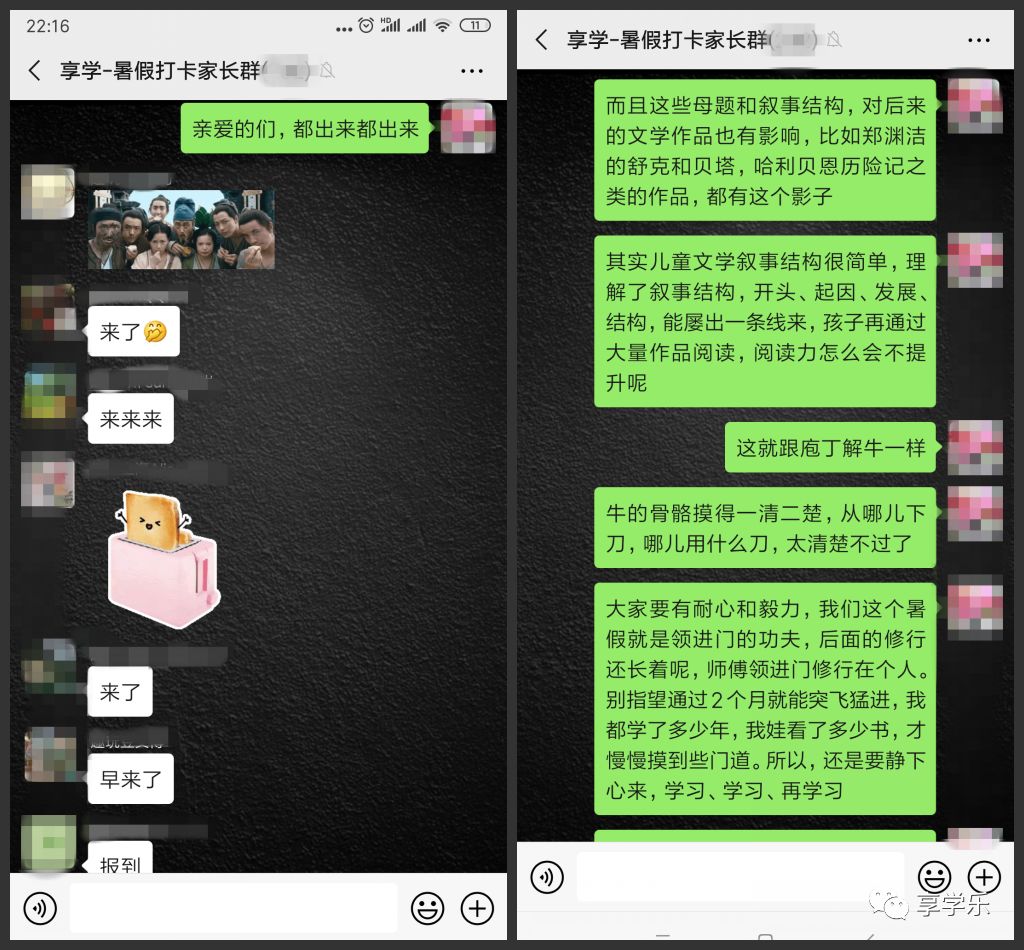 22:16
HD
11
享学-暑假打卡家长群(
亲爱的们，都出来都出来
来了
来来来
来了
早来了
报到
享学-暑假打卡家长群(
而且这些母题和叙事结构，对后来
的文学作品也有影响，比如郑渊洁
的舒克和贝塔，哈利贝恩历险记之
类的作品，都有这个影子
其实儿童文学叙事结构很简单，理
解了叙事结构，开头、起因、发展、
结构，能屡出一条线来，孩子再通过
大量作品阅读，阅读力怎么会不提
升呢
这就跟庖丁解牛一样
牛的骨骼摸得一清二楚，从哪儿下
刀，哪儿用什么刀，太清楚不过了
大家要有耐心和毅力，我们这个暑
假就是领进门的功夫，后面的修行
还长着呢，师傅领进门修行在个人。
别指望通过2个月就能突飞猛进，我
都学了多少年，我娃看了多少书，才
慢慢摸到些门道。所以，还是要静下
心来，学习、学习、再学习
享学乐